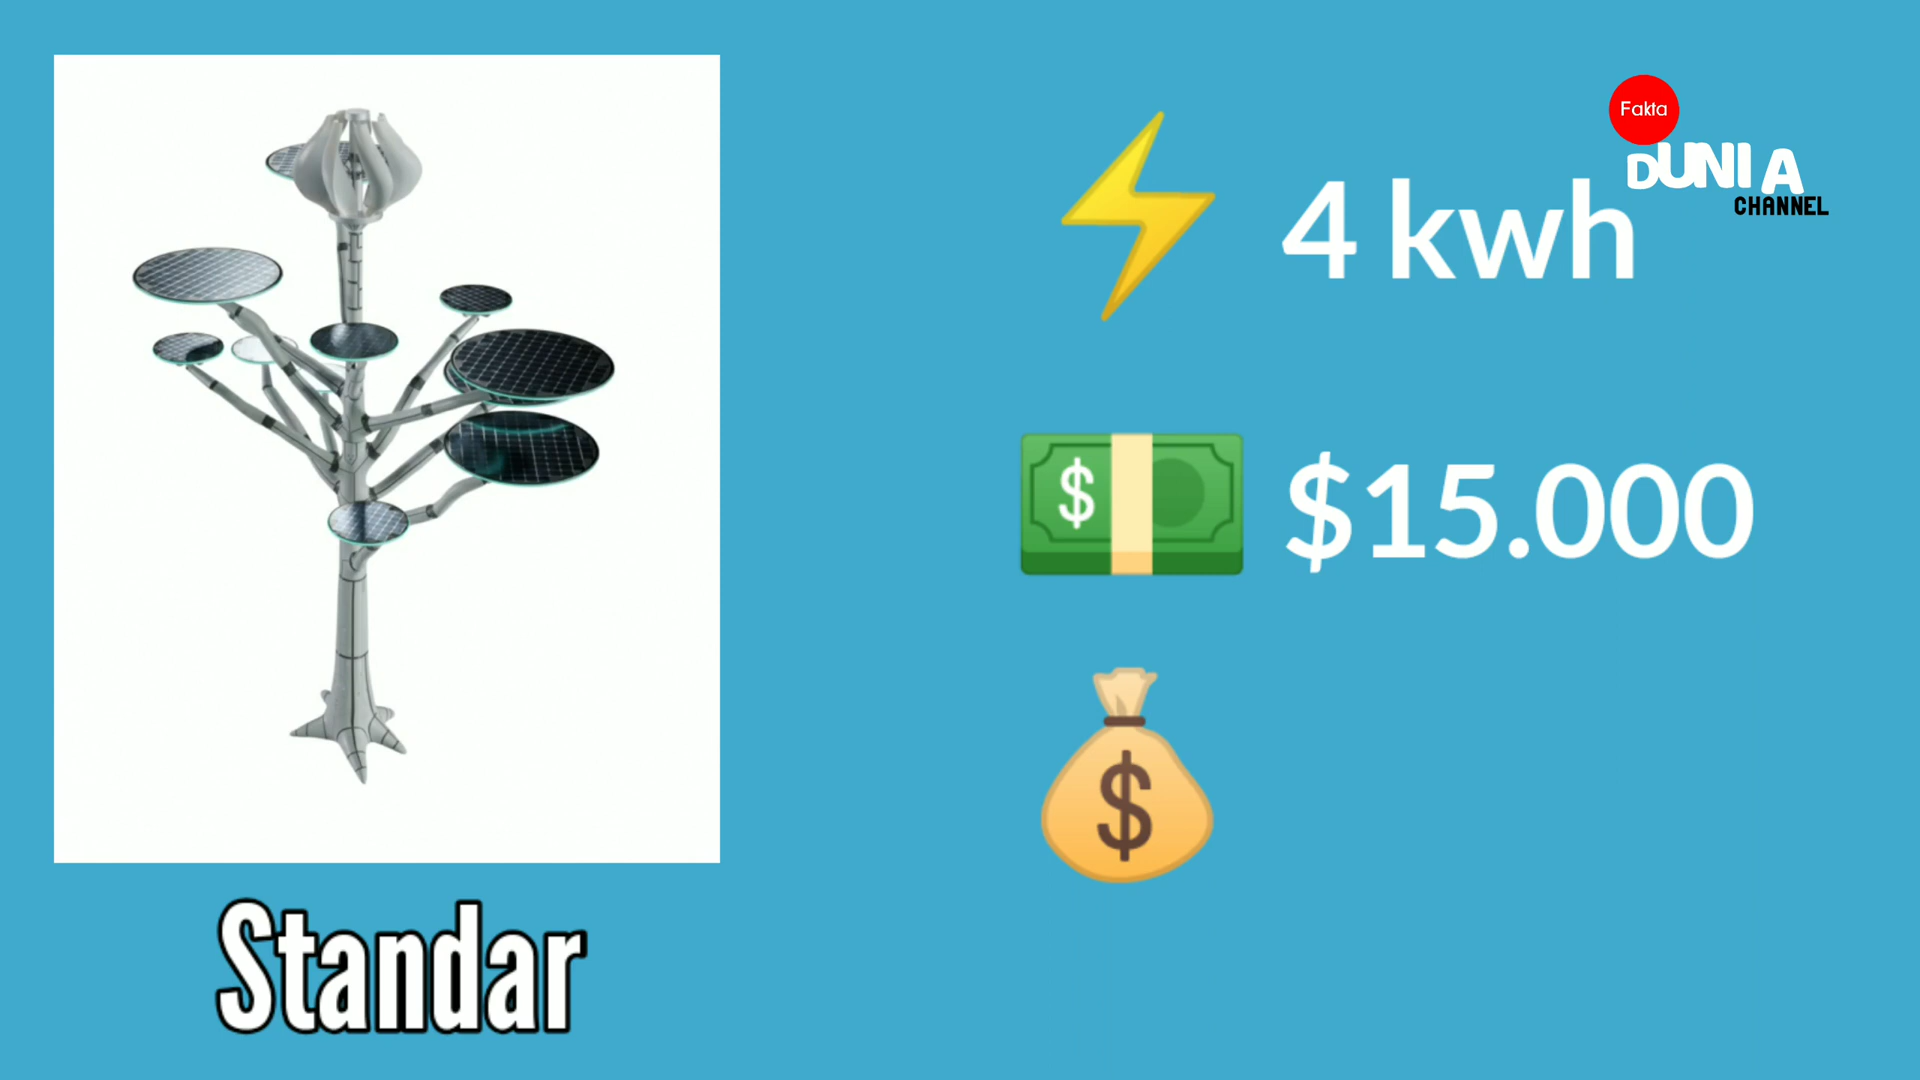 Fakta
DUNIA
CHANNEL
4 kwh
$
$15.000
$
Standar